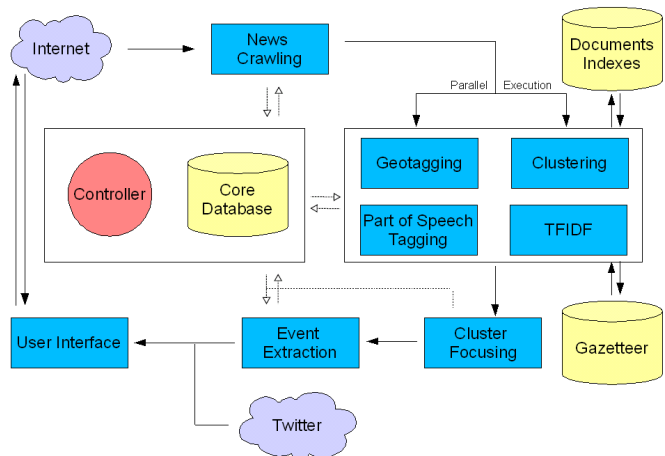 Internet
News
Crawling
Documents
Indexes
Parallel Execution
Geotagging
Clustering
Controller
Core
Database
Part of Speech
Tagging
TFIDF
User Interface
Event
Extraction
Cluster
Focusing
Gazetteer
Twitter